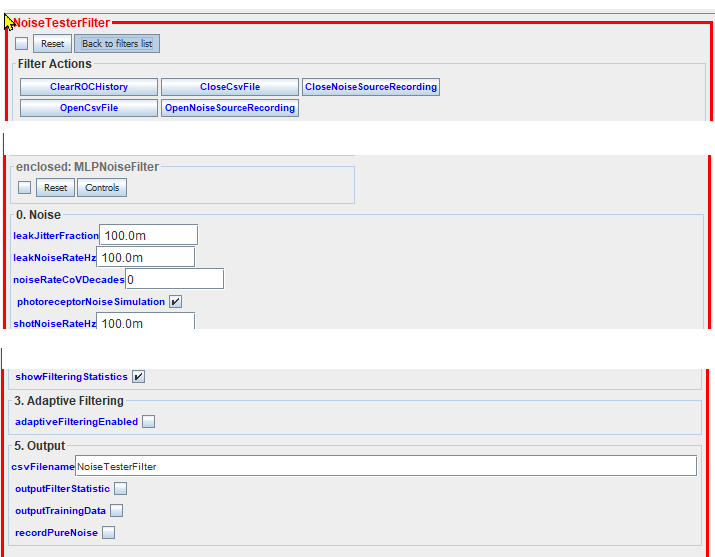 NoiseTesterFilter
Reset Back to filters list
Filter Actions
ClearROCHistory CloseCsvFile CloseNoiseSourceRecording
OpenCsvFile OpenNoiseSourceRecording
enclosed: MLPNoiseFilter
Reset Controls
0. Noise
leakJitterFraction 100.0m
leakNoiseRateHz 100.0m
noiseRateCoVDecades 0
photoreceptorNoiseSimulation
shotNoiseRateHz 100.0m
showFilteringStatistics
3. Adaptive Filtering
adaptiveFilteringEnabled
5. Output
csvFilename NoiseTesterFilter
outputFilterStatistic
outputTrainingData
recordPureNoise